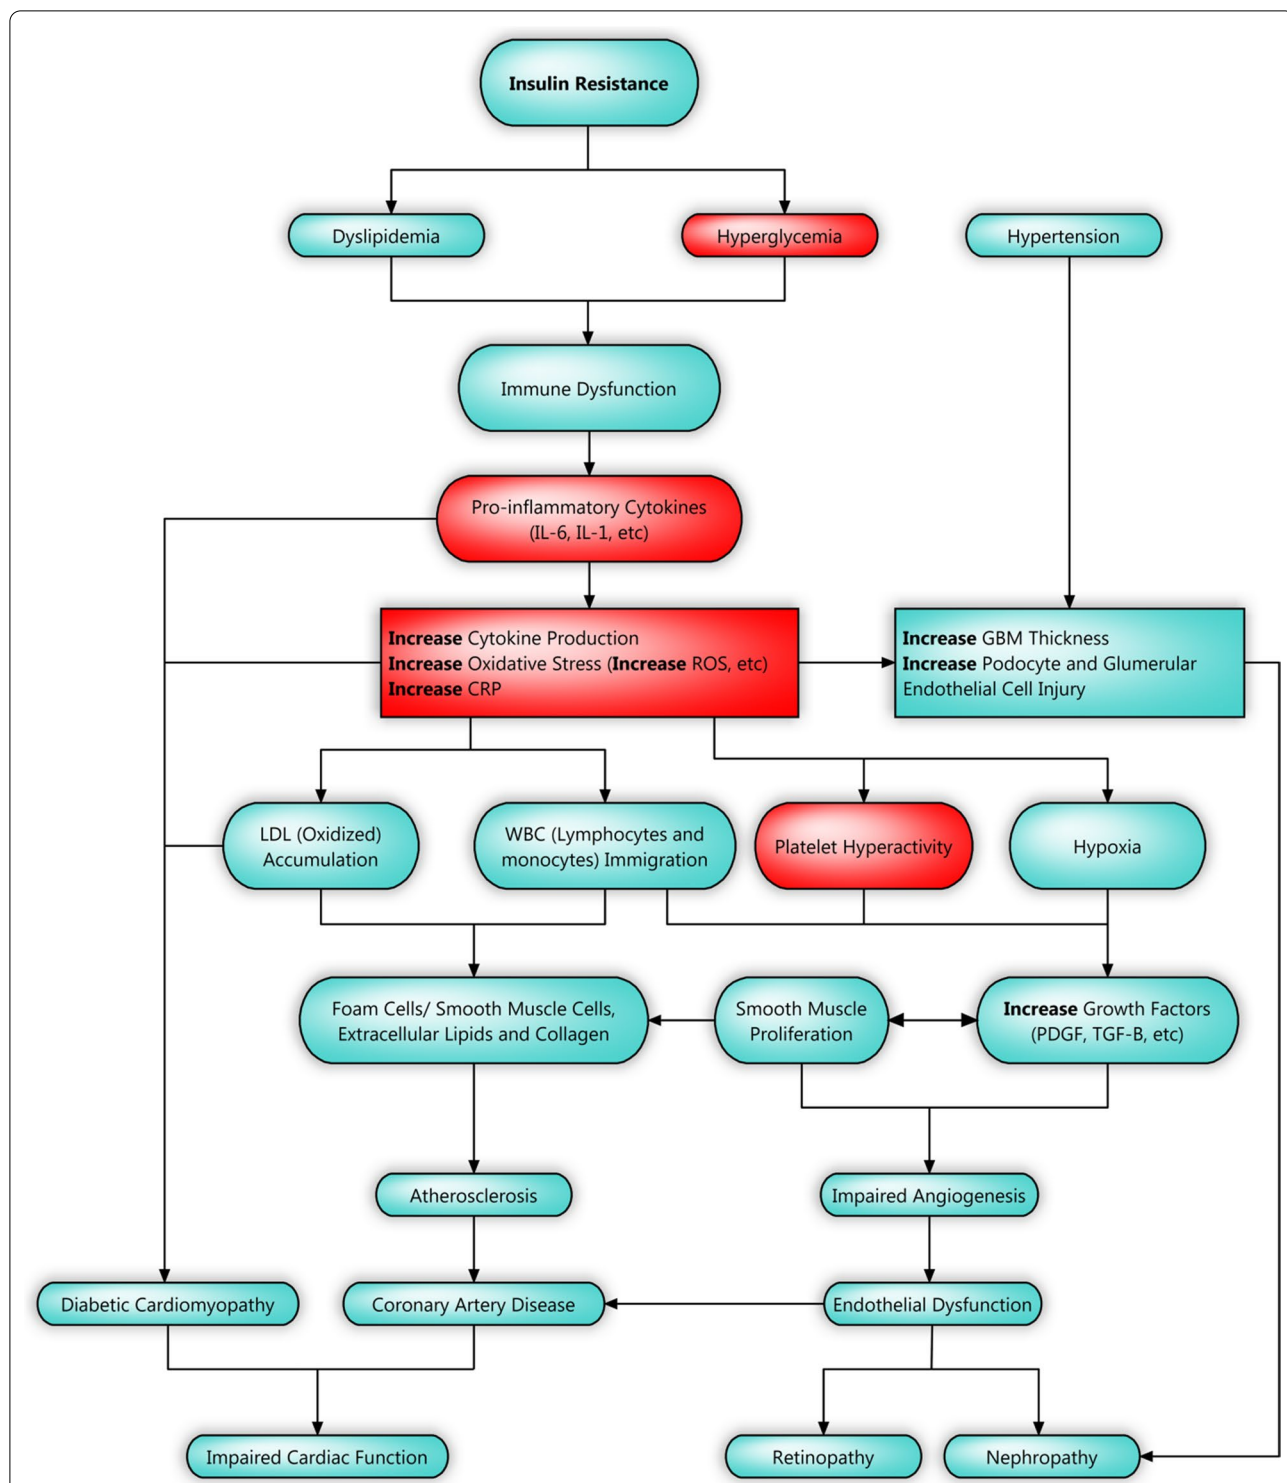 Insulin Resistance
Dyslipidemia
Hyperglycemia
Hypertension
Immune Dysfunction
Pro-inflammatory Cytokines
(IL-6, IL-1, etc)
Increase Cytokine Production
Increase Oxidative Stress (Increase ROS, etc)
Increase CRP
Increase GBM Thickness
Increase Podocyte and Glumerular
Endothelial Cell Injury
LDL (Oxidized)
Accumulation
WBC (Lymphocytes and
monocytes) Immigration
Platelet Hyperactivity
Hypoxia
Foam Cells/ Smooth Muscle Cells,
Extracellular Lipids and Collagen
Smooth Muscle
Proliferation
Increase Growth Factors
(PDGF, TGF-B, etc)
Atherosclerosis
Impaired Angiogenesis
Diabetic Cardiomyopathy
Coronary Artery Disease
Endothelial Dysfunction
Impaired Cardiac Function
Retinopathy
Nephropathy